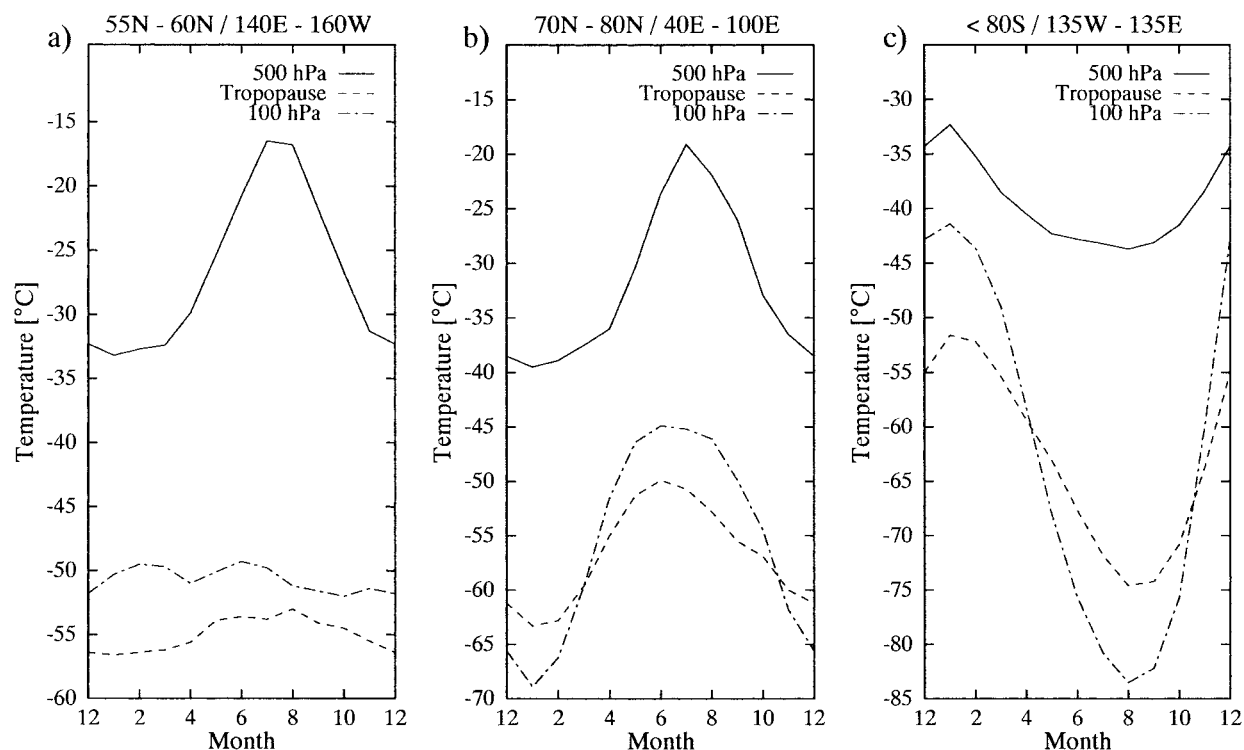 a) 55N - 60N / 140E - 160W
500 hPa
Tropopause
100 hPa
Temperature [°C]
-15
-20
-25
-30
-35
-40
-45
-50
-55
-60
12 2 4 6 8 10 12
Month
b) 70N - 80N / 40E - 100E
500 hPa
Tropopause
100 hPa
Temperature [°C]
-15
-20
-25
-30
-35
-40
-45
-50
-55
-60
-65
-70
12 2 4 6 8 10 12
Month
c) < 80S / 135W - 135E
500 hPa
Tropopause
100 hPa
Temperature [°C]
-30
-35
-40
-45
-50
-55
-60
-65
-70
-75
-80
-85
12 2 4 6 8 10 12
Month